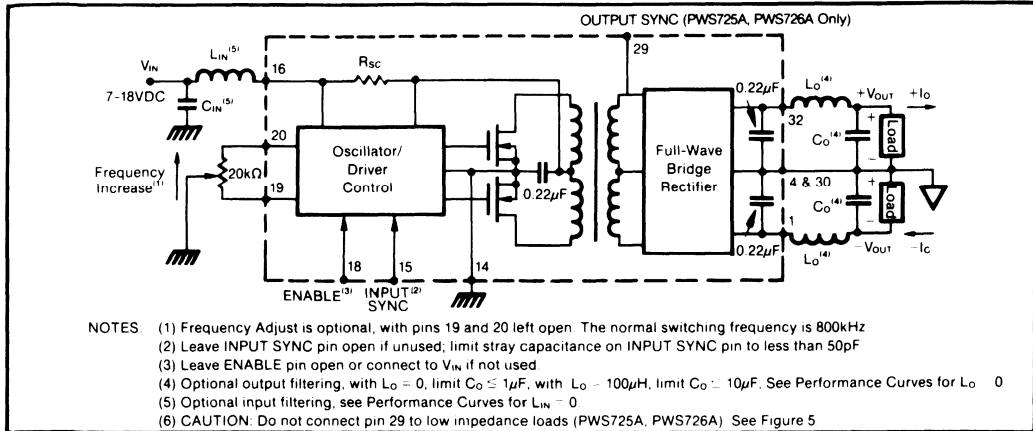 OUTPUT SYNC (PWS725A, PWS726A Only)
29
LIN(5)
VIN
16
RSC
7-18VDC
CIN(5)
0.22μF
LO(4)
+VOUT
+IO
32
20
Oscillator/
Driver
Control
Full-Wave
Bridge
Rectifier
CO(4)
+
Load
−
Frequency
Increase(1)
20kΩ
0.22μF
19
4 & 30
CO(4)
+
Load
−
1
0.22μF
LO(4)
−VOUT
−IC
18
15
14
ENABLE(3)
INPUT(2)
SYNC
NOTES: (1) Frequency Adjust is optional, with pins 19 and 20 left open. The normal switching frequency is 800kHz
(2) Leave INPUT SYNC pin open if unused; limit stray capacitance on INPUT SYNC pin to less than 50pF
(3) Leave ENABLE pin open or connect to VIN if not used.
(4) Optional output filtering, with LO = 0, limit CO ≤ 1μF, with LO = 100μH, limit CO ≤ 10μF, See Performance Curves for LO 0
(5) Optional input filtering, see Performance Curves for LIN = 0
(6) CAUTION: Do not connect pin 29 to low impedance loads (PWS725A, PWS726A) See Figure 5